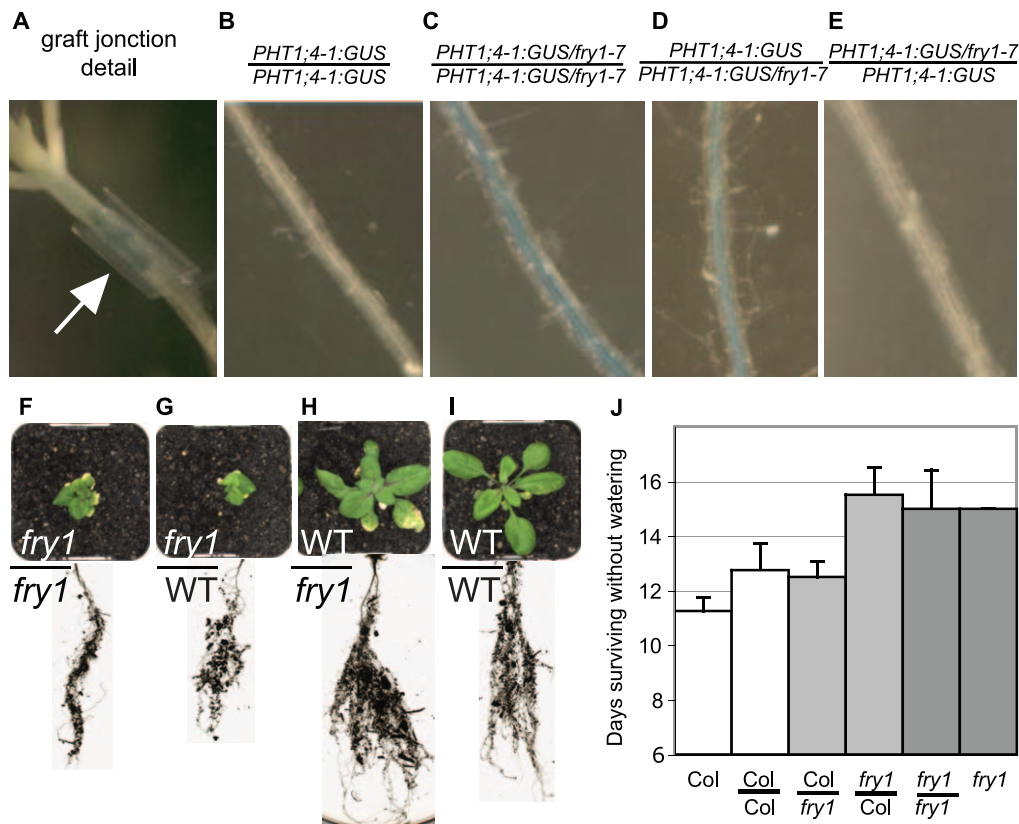 A
graft jonction
detail
B
PHT1;4-1:GUS
PHT1;4-1:GUS
C
PHT1;4-1:GUS/fry1-7
PHT1;4-1:GUS/fry1-7
D
PHT1;4-1:GUS
PHT1;4-1:GUS/fry1-7
E
PHT1;4-1:GUS/fry1-7
PHT1;4-1:GUS
F
fry1
fry1
G
fry1
WT
H
WT
fry1
I
WT
WT
J
Days surviving without watering
16
14
12
10
8
6
Col
Col
Col
Col
fry1
fry1
Col
fry1
fry1
fry1